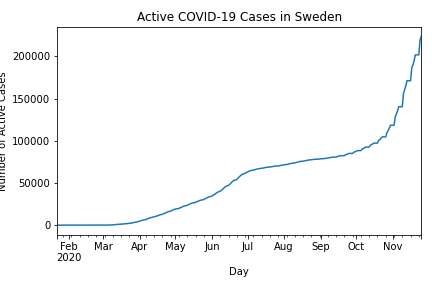 Active COVID-19 Cases in Sweden
200000
150000
100000
50000
0
Number of Active Cases
Feb Mar Apr May Jun Jul Aug Sep Oct Nov
2020
Day